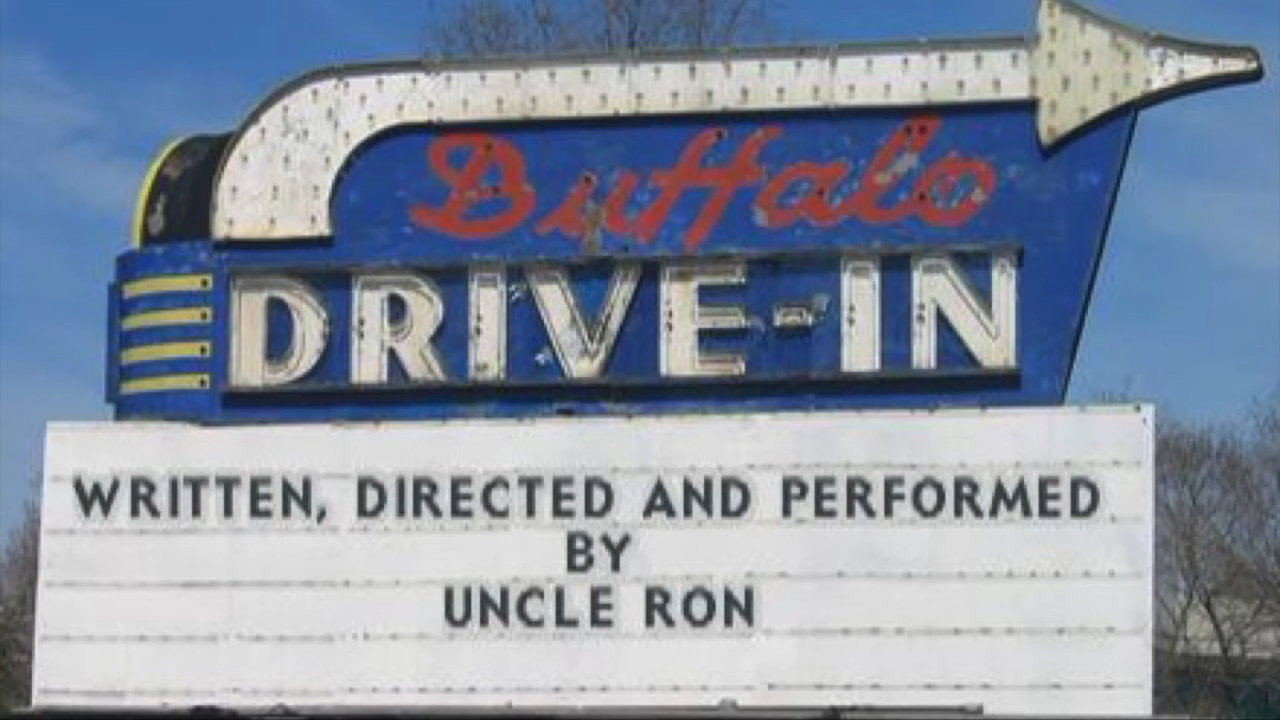 Buffalo
DRIVE-IN
WRITTEN, DIRECTED AND PERFORMED
BY
UNCLE RON